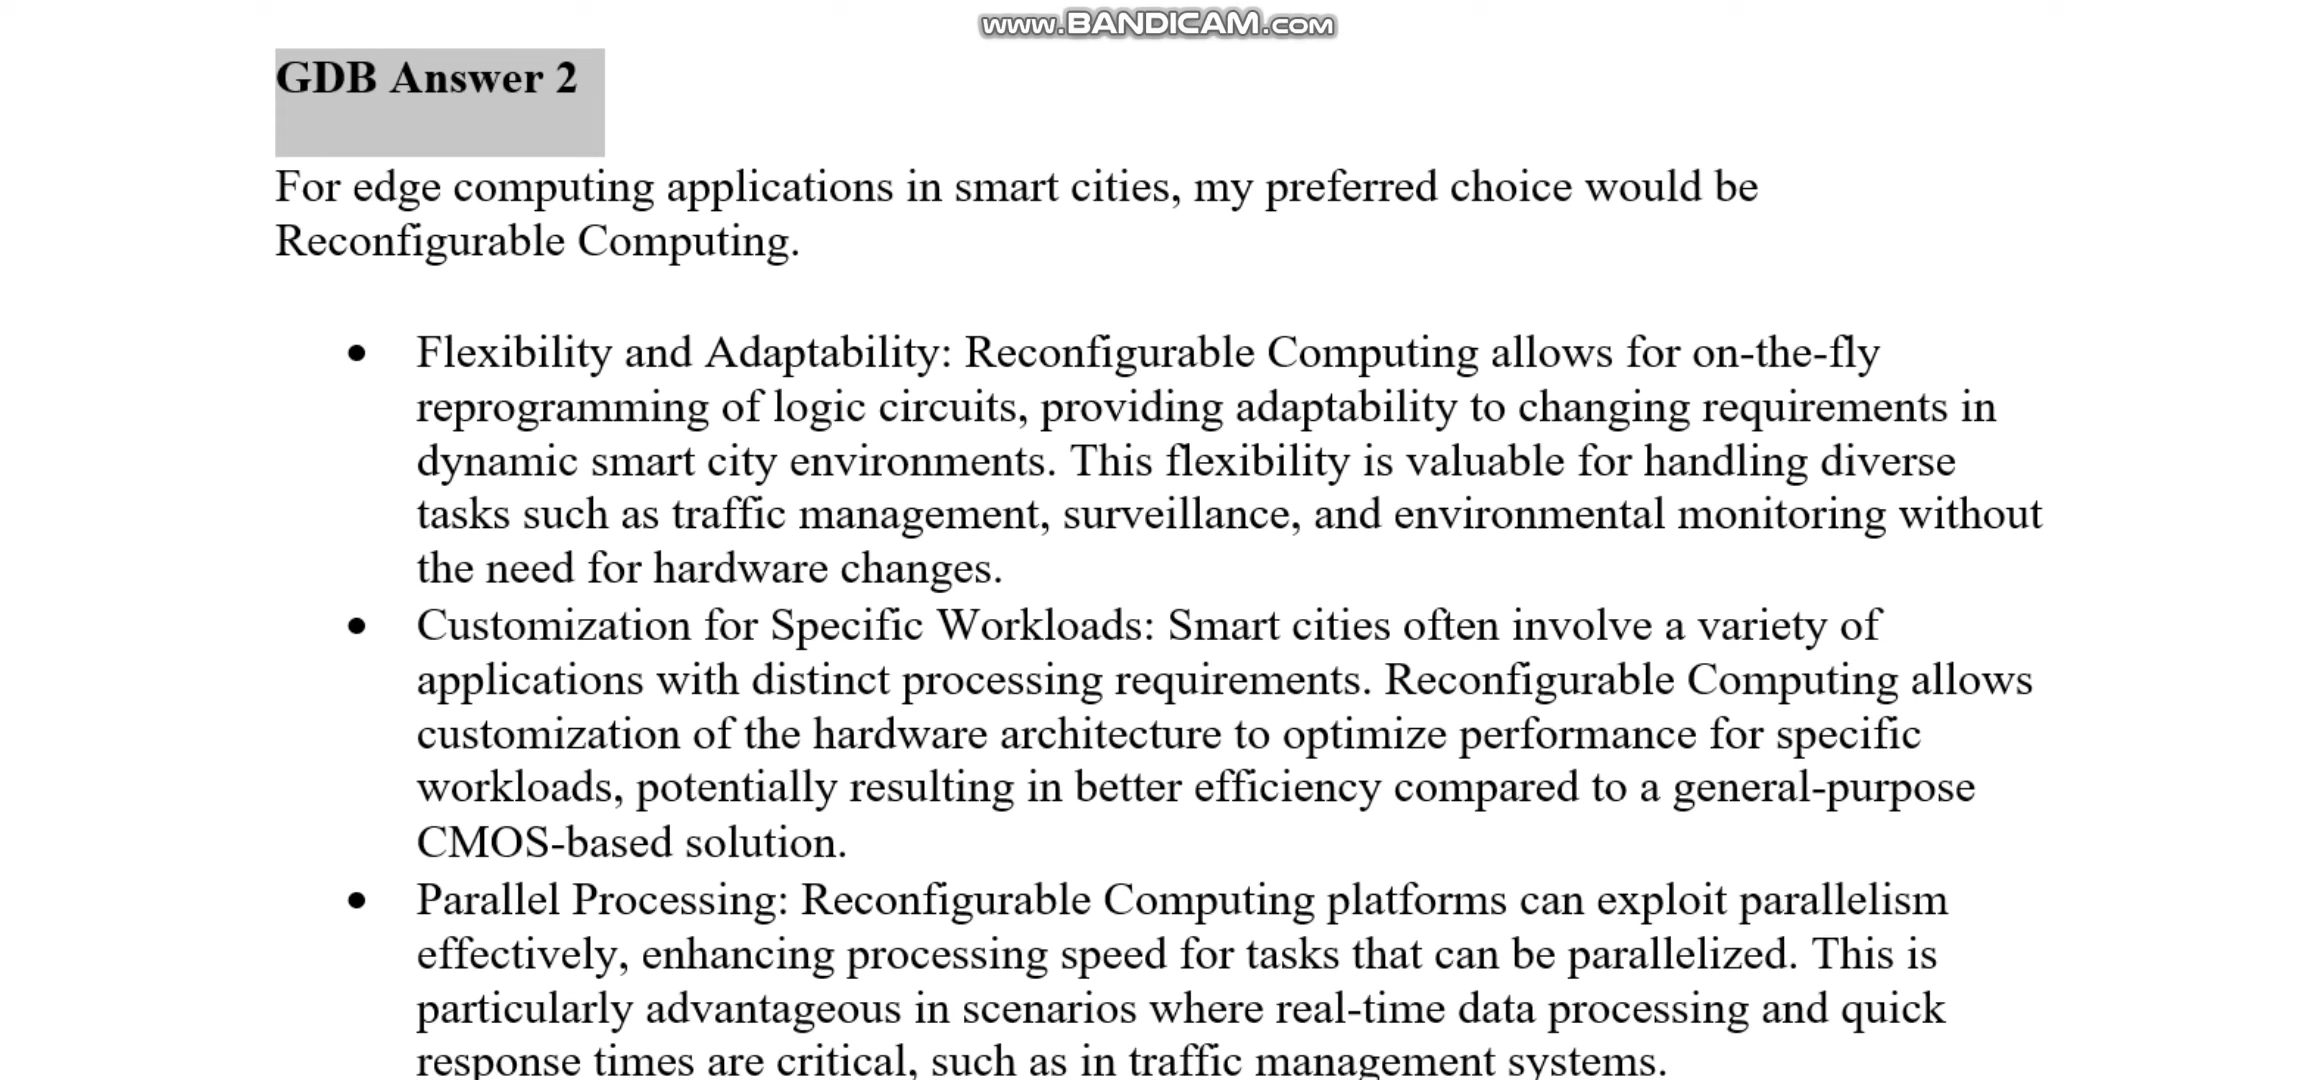 www.BANDICAM.com
GDB Answer 2
For edge computing applications in smart cities, my preferred choice would be
Reconfigurable Computing.
• Flexibility and Adaptability: Reconfigurable Computing allows for on-the-fly
reprogramming of logic circuits, providing adaptability to changing requirements in
dynamic smart city environments. This flexibility is valuable for handling diverse
tasks such as traffic management, surveillance, and environmental monitoring without
the need for hardware changes.
• Customization for Specific Workloads: Smart cities often involve a variety of
applications with distinct processing requirements. Reconfigurable Computing allows
customization of the hardware architecture to optimize performance for specific
workloads, potentially resulting in better efficiency compared to a general-purpose
CMOS-based solution.
• Parallel Processing: Reconfigurable Computing platforms can exploit parallelism
effectively, enhancing processing speed for tasks that can be parallelized. This is
particularly advantageous in scenarios where real-time data processing and quick
response times are critical, such as in traffic management systems.